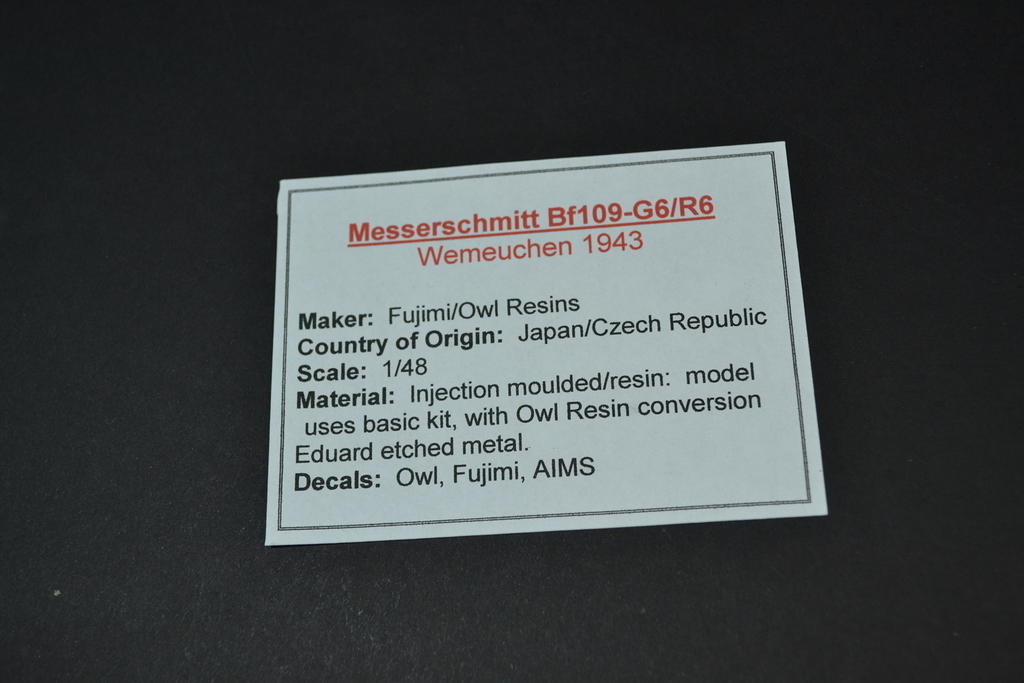 Messerschmitt Bf109-G6/R6
Wemeuchen 1943
Maker: Fujimi/Owl Resins
Country of Origin: Japan/Czech Republic
Scale: 1/48
Material: Injection moulded/resin: model
uses basic kit, with Owl Resin conversion
Eduard etched metal.
Decals: Owl, Fujimi, AIMS